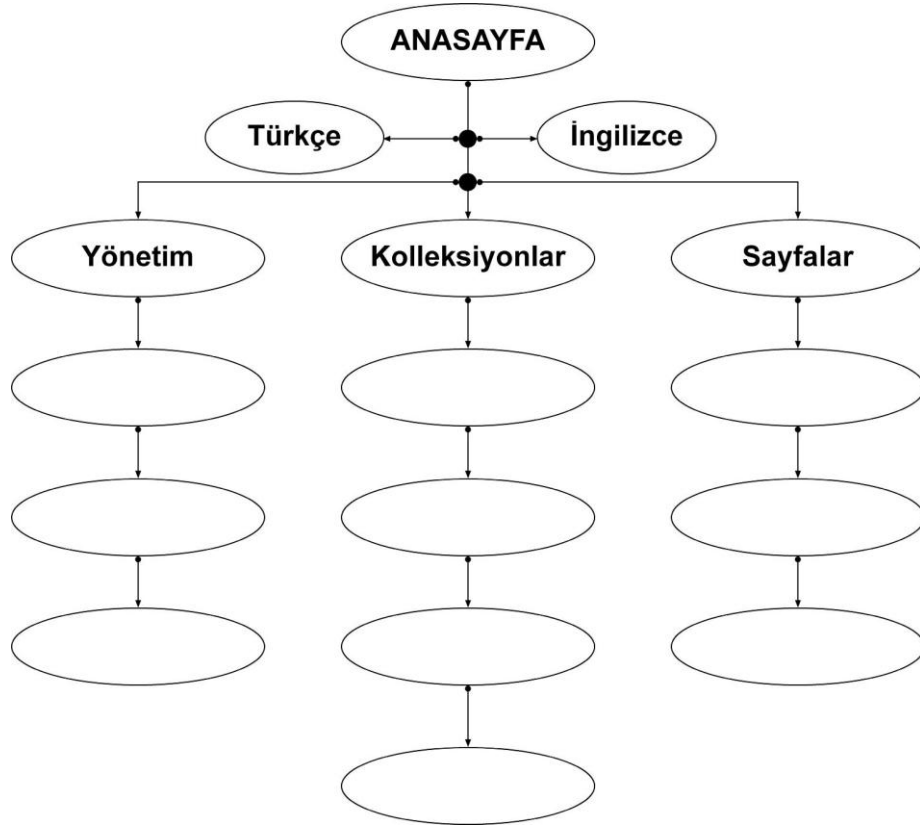 ANASAYFA
Türkçe
İngilizce
Yönetim
Kolleksiyonlar
Sayfalar